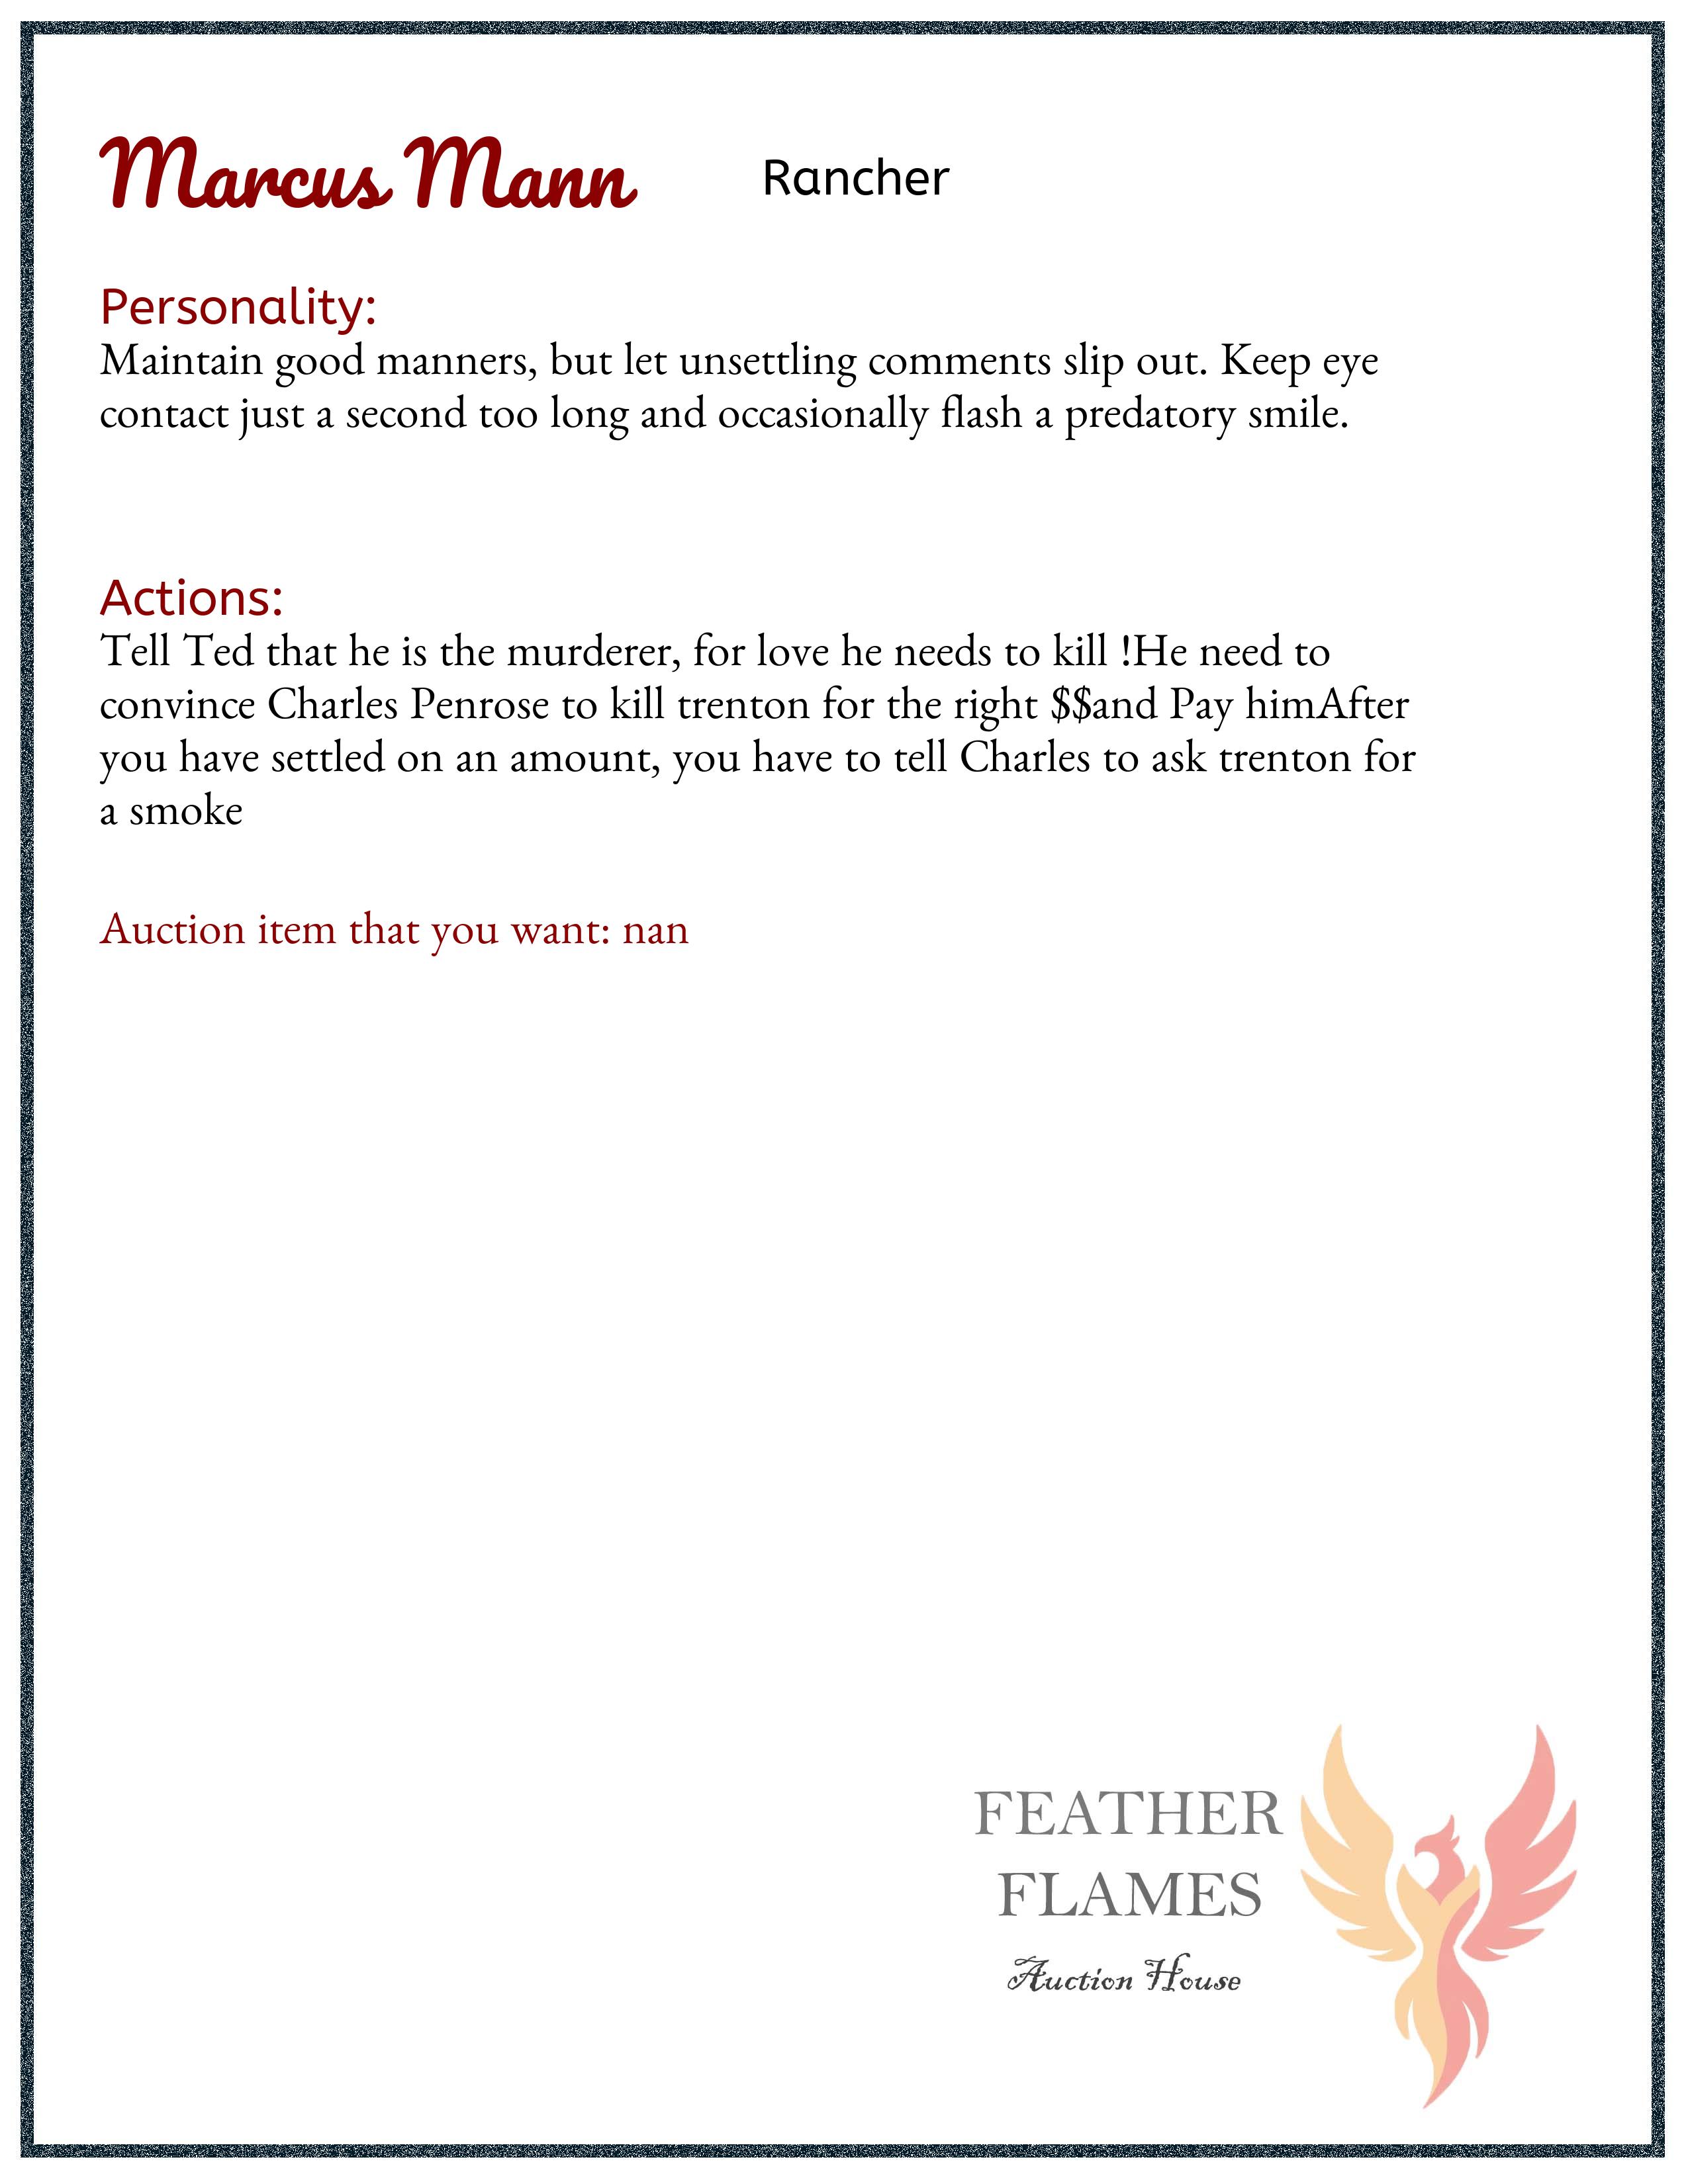 Marcus Mann Rancher
Personality:
Maintain good manners, but let unsettling comments slip out. Keep eye
contact just a second too long and occasionally flash a predatory smile.
Actions:
Tell Ted that he is the murderer, for love he needs to kill !He need to
convince Charles Penrose to kill trenton for the right $$and Pay himAfter
you have settled on an amount, you have to tell Charles to ask trenton for
a smoke
Auction item that you want: nan
FEATHER
FLAMES
Auction House